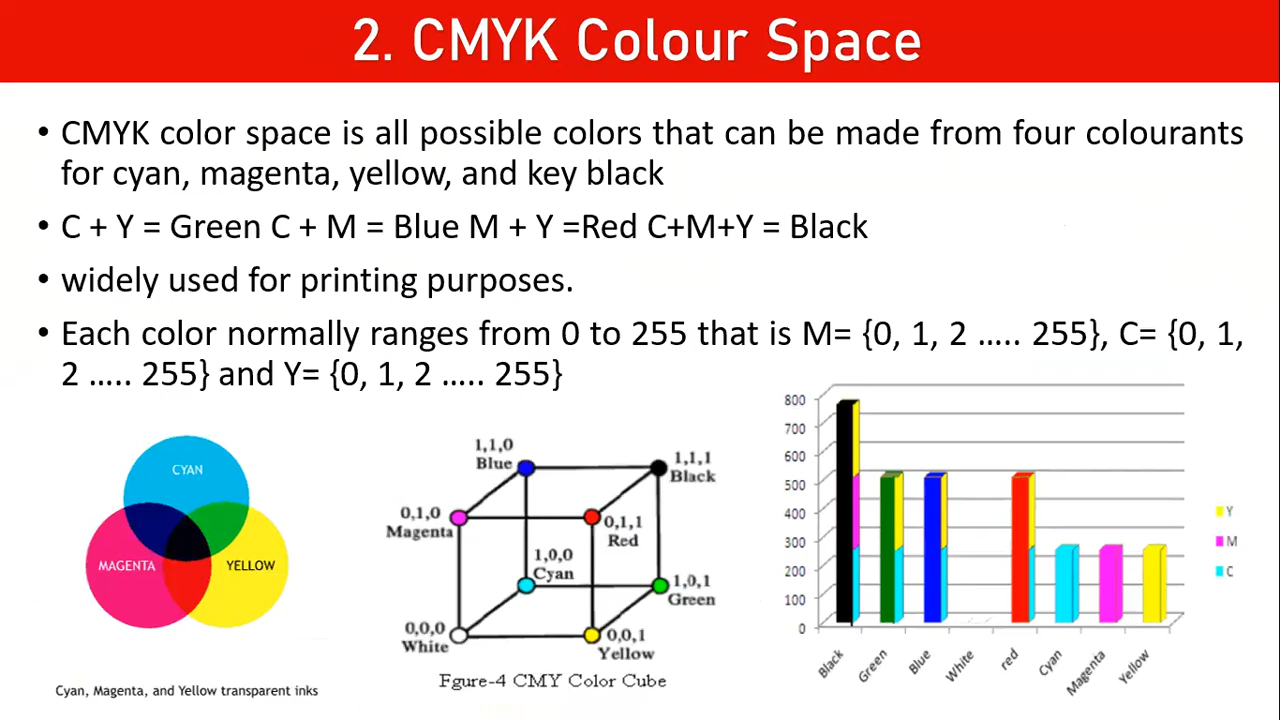 2. CMYK Colour Space
• CMYK color space is all possible colors that can be made from four colourants
for cyan, magenta, yellow, and key black
• C + Y = Green C + M = Blue M + Y =Red C+M+Y = Black
• widely used for printing purposes.
• Each color normally ranges from 0 to 255 that is M= {0, 1, 2 ….. 255}, C= {0, 1,
2 ….. 255} and Y= {0, 1, 2 ….. 255}
CYAN
MAGENTA
YELLOW
Cyan, Magenta, and Yellow transparent inks
1,1,0
Blue
1,1,1
Black
0,1,0
Magenta
0,1,1
Red
1,0,0
Cyan
1,0,1
Green
0,0,0
White
0,0,1
Yellow
Fgure-4 CMY Color Cube
800
700
600
500
400
300
200
100
0
Black
Green
Blue
White
red
Cyan
Magenta
Yellow
Y
M
C